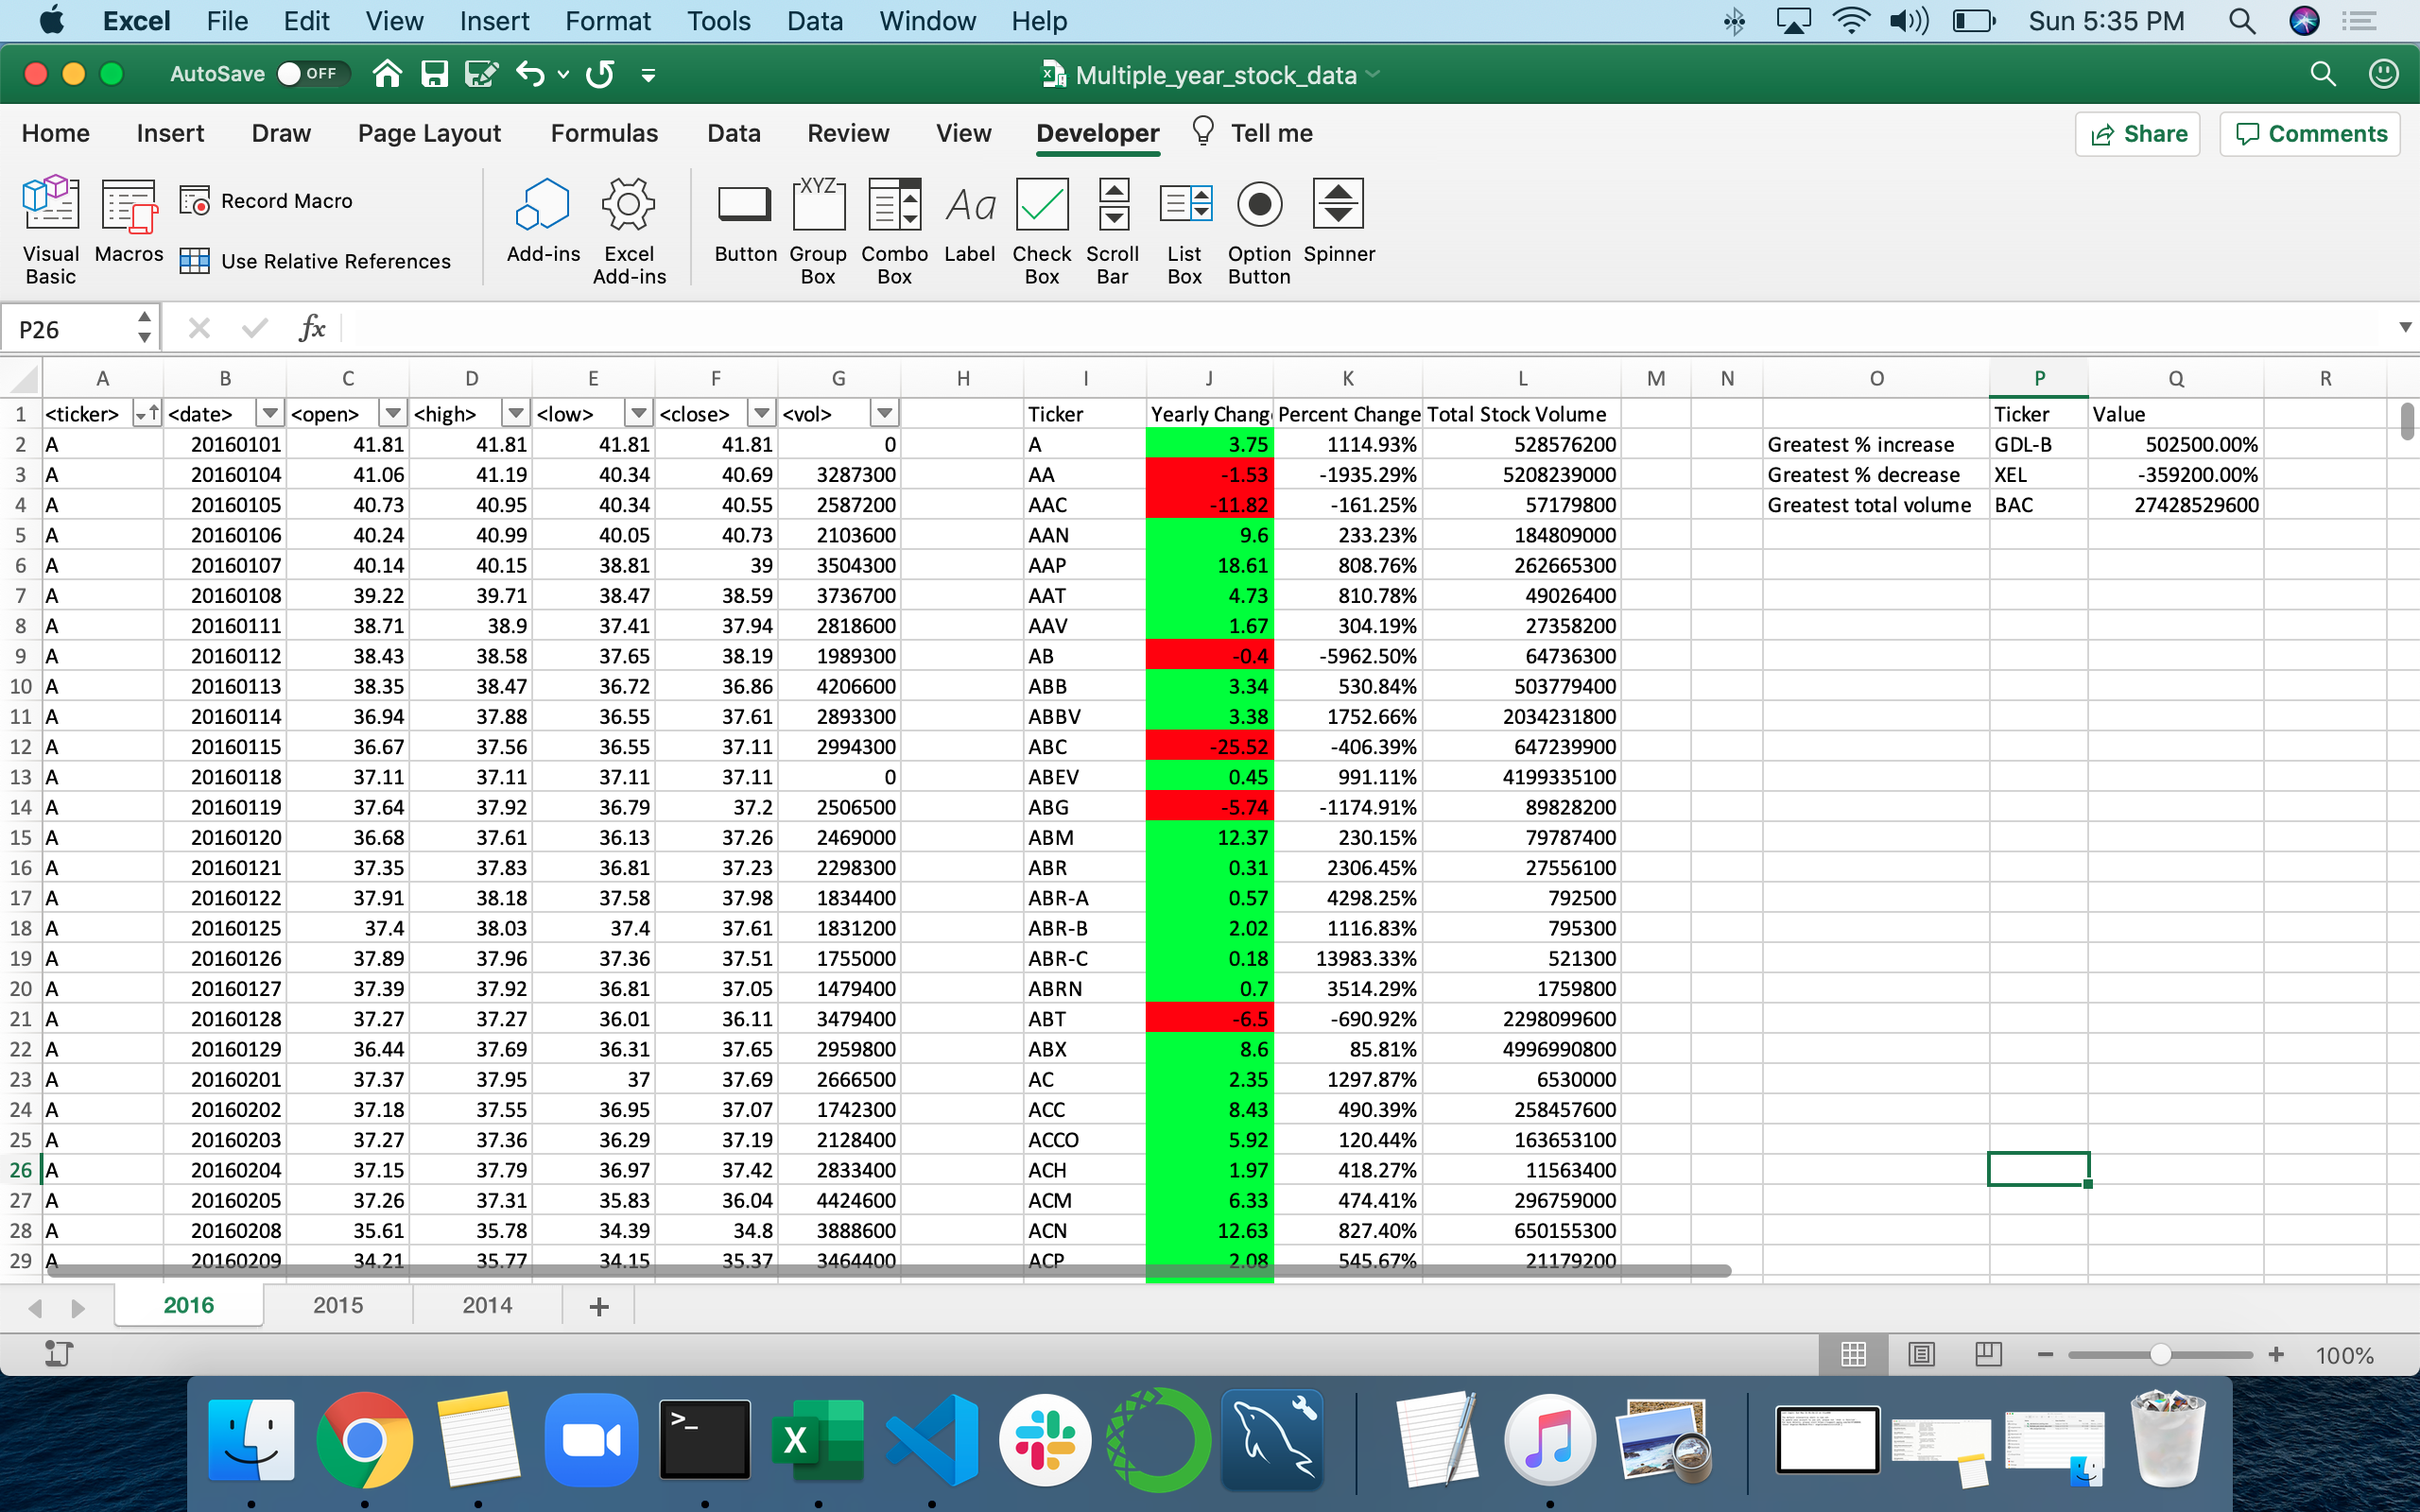 Excel File Edit View Insert Format Tools Data Window Help Sun 5:35 PM
AutoSave OFF Multiple_year_stock_data
Home Insert Draw Page Layout Formulas Data Review View Developer Tell me Share Comments
Visual Basic Macros Record Macro Use Relative References Add-ins Excel Add-ins Button XYZ Group Box Combo Box Aa Label Check Box Scroll Bar List Box Option Button Spinner
P26 fx
A B C D E F G H I J K L M N O P Q R
1 <ticker> <date> <open> <high> <low> <close> <vol> Ticker Yearly Chang Percent Change Total Stock Volume Ticker Value
2 A 20160101 41.81 41.81 41.81 41.81 0 A 3.75 1114.93% 528576200 Greatest % increase GDL-B 502500.00%
3 A 20160104 41.06 41.19 40.34 40.69 3287300 AA -1.53 -1935.29% 5208239000 Greatest % decrease XEL -359200.00%
4 A 20160105 40.73 40.95 40.34 40.55 2587200 AAC -11.82 -161.25% 57179800 Greatest total volume BAC 27428529600
5 A 20160106 40.24 40.99 40.05 40.73 2103600 AAN 9.6 233.23% 184809000
6 A 20160107 40.14 40.15 38.81 39 3504300 AAP 18.61 808.76% 262665300
7 A 20160108 39.22 39.71 38.47 38.59 3736700 AAT 4.73 810.78% 49026400
8 A 20160111 38.71 38.9 37.41 37.94 2818600 AAV 1.67 304.19% 27358200
9 A 20160112 38.43 38.58 37.65 38.19 1989300 AB -0.4 -5962.50% 64736300
10 A 20160113 38.35 38.47 36.72 36.86 4206600 ABB 3.34 530.84% 503779400
11 A 20160114 36.94 37.88 36.55 37.61 2893300 ABBV 3.38 1752.66% 2034231800
12 A 20160115 36.67 37.56 36.55 37.11 2994300 ABC -25.52 -406.39% 647239900
13 A 20160118 37.11 37.11 37.11 37.11 0 ABEV 0.45 991.11% 4199335100
14 A 20160119 37.64 37.92 36.79 37.2 2506500 ABG -5.74 -1174.91% 89828200
15 A 20160120 36.68 37.61 36.13 37.26 2469000 ABM 12.37 230.15% 79787400
16 A 20160121 37.35 37.83 36.81 37.23 2298300 ABR 0.31 2306.45% 27556100
17 A 20160122 37.91 38.18 37.58 37.98 1834400 ABR-A 0.57 4298.25% 792500
18 A 20160125 37.4 38.03 37.4 37.61 1831200 ABR-B 2.02 1116.83% 795300
19 A 20160126 37.89 37.96 37.36 37.51 1755000 ABR-C 0.18 13983.33% 521300
20 A 20160127 37.39 37.92 36.81 37.05 1479400 ABRN 0.7 3514.29% 1759800
21 A 20160128 37.27 37.27 36.01 36.11 3479400 ABT -6.5 -690.92% 2298099600
22 A 20160129 36.44 37.69 36.31 37.65 2959800 ABX 8.6 85.81% 4996990800
23 A 20160201 37.37 37.95 37 37.69 2666500 AC 2.35 1297.87% 6530000
24 A 20160202 37.18 37.55 36.95 37.07 1742300 ACC 8.43 490.39% 258457600
25 A 20160203 37.27 37.36 36.29 37.19 2128400 ACCO 5.92 120.44% 163653100
26 A 20160204 37.15 37.79 36.97 37.42 2833400 ACH 1.97 418.27% 11563400
27 A 20160205 37.26 37.31 35.83 36.04 4424600 ACM 6.33 474.41% 296759000
28 A 20160208 35.61 35.78 34.39 34.8 3888600 ACN 12.63 827.40% 650155300
29 A 20160209 34.21 35.77 34.15 35.37 3464400 ACP 2.08 545.67% 21179200
2016 2015 2014 +
100%